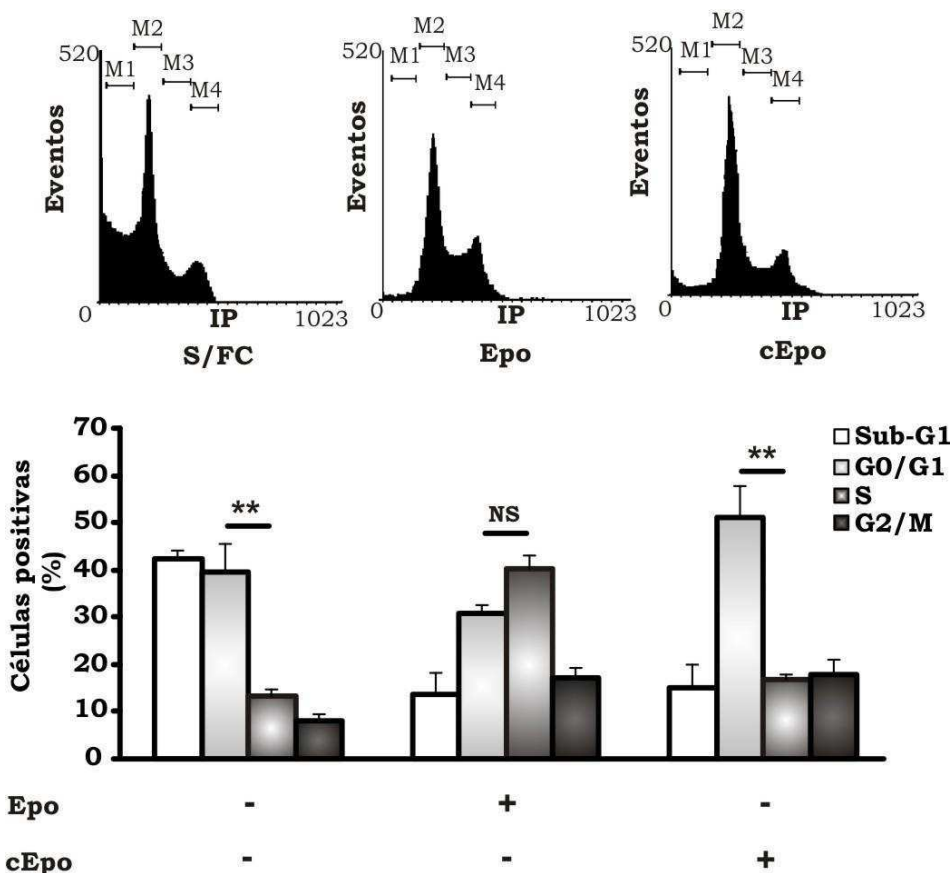 M2
M1
M3
M4
520
Eventos
0
IP
1023
S/FC
M2
M1
M3
M4
520
Eventos
0
IP
1023
Epo
M2
M1
M3
M4
520
Eventos
0
IP
1023
cEpo
Células positivas
(%)
70
60
50
40
30
20
10
0
**
NS
**
Sub-G1
G0/G1
S
G2/M
Epo - + -
cEpo - - +